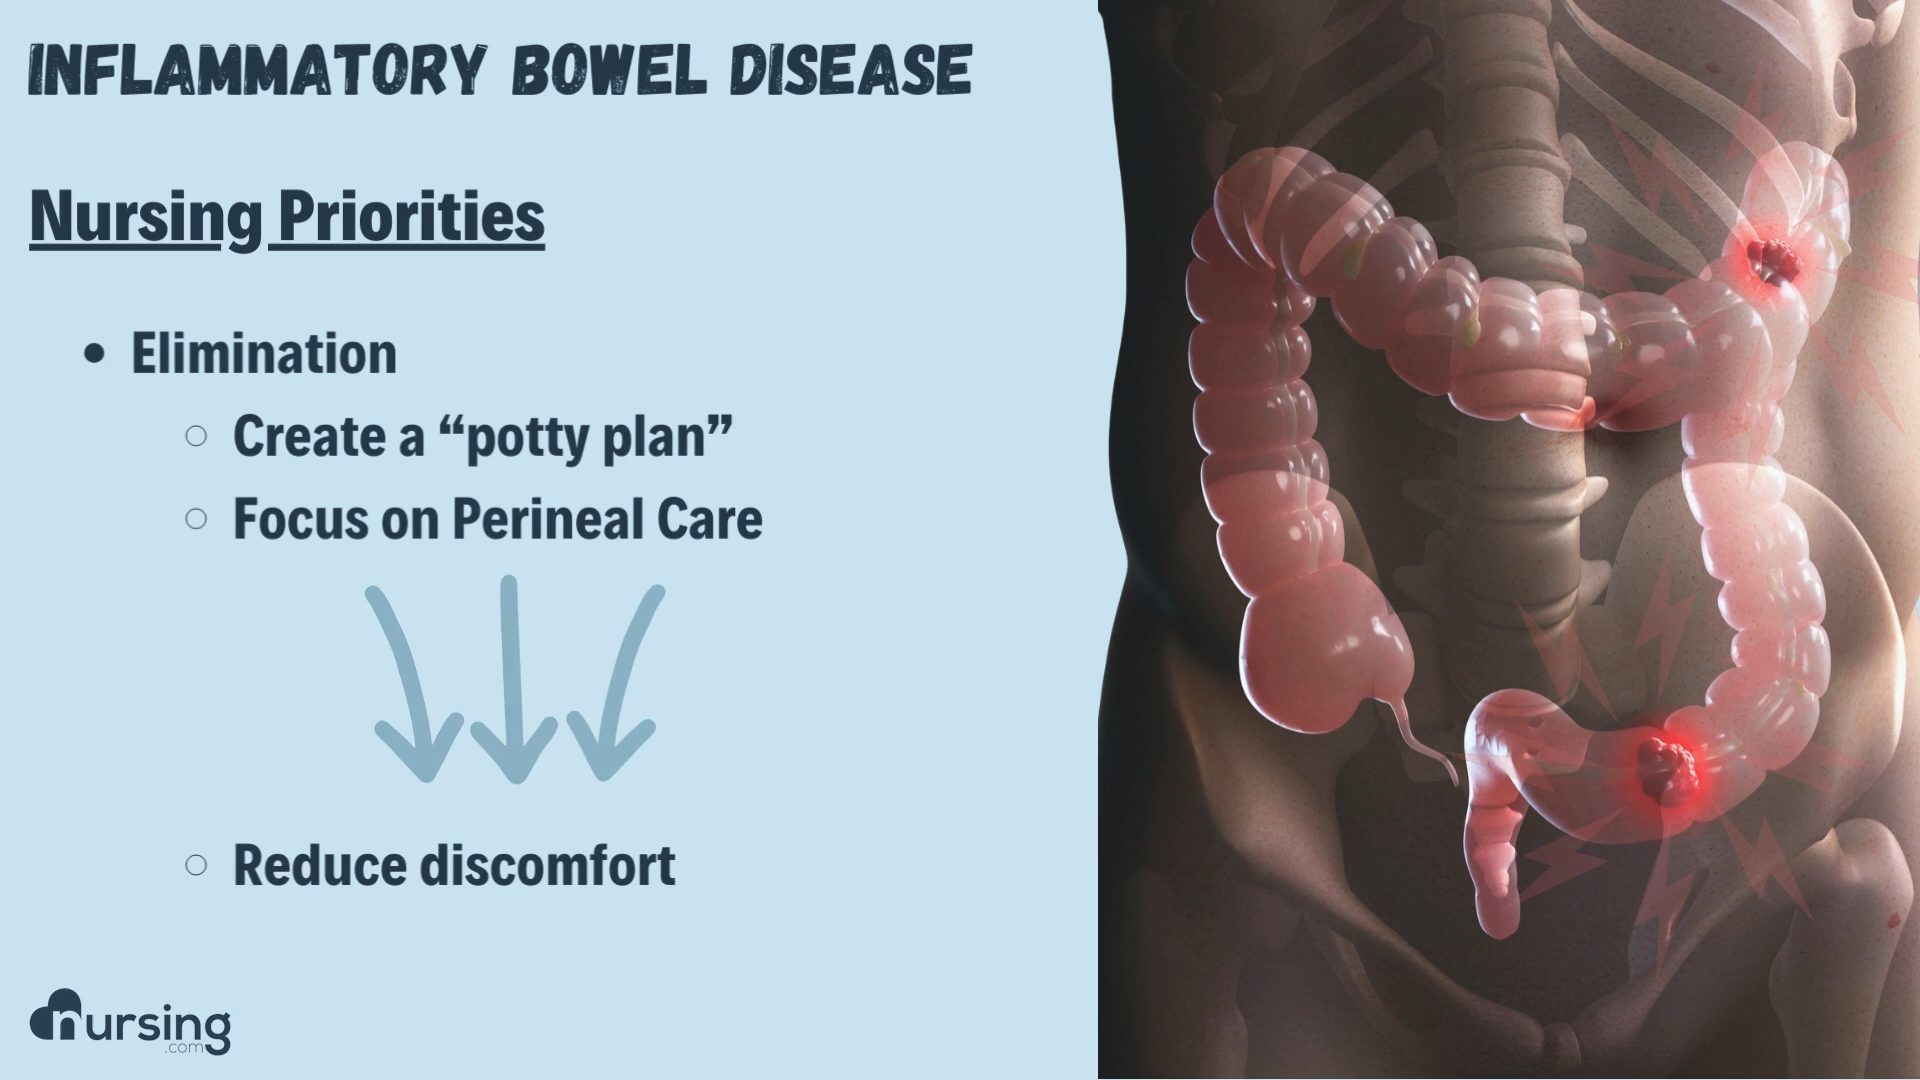 INFLAMMATORY BOWEL DISEASE
Nursing Priorities
• Elimination
○ Create a “potty plan”
○ Focus on Perineal Care
○ Reduce discomfort
nursing
.com